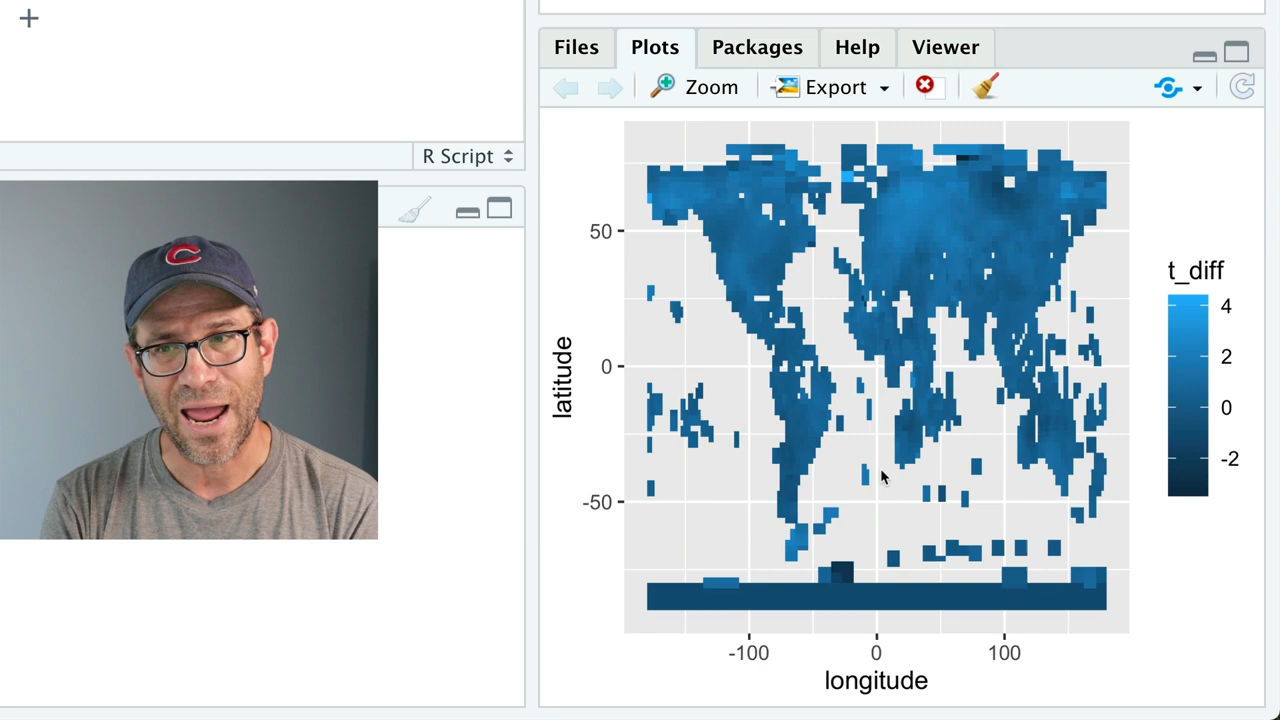 R Script
C
Files Plots Packages Help Viewer
Zoom Export
latitude
50
0
-50
-100 0 100
longitude
t_diff
4
2
0
-2